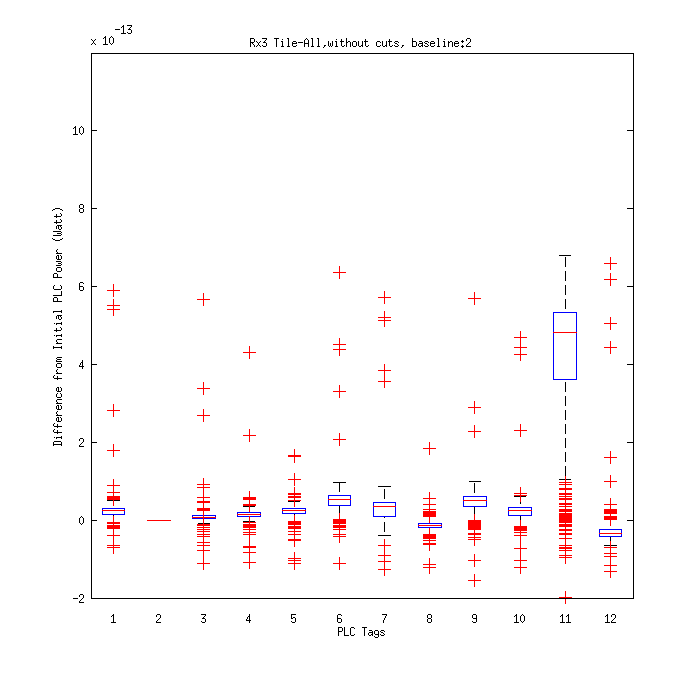 x 10
-13
Rx3 Tile-All,without cuts, baseline:2
10
8
6
4
2
0
-2
Difference from Initial PLC Power (Watt)
1 2 3 4 5 6 7 8 9 10 11 12
PLC Tags